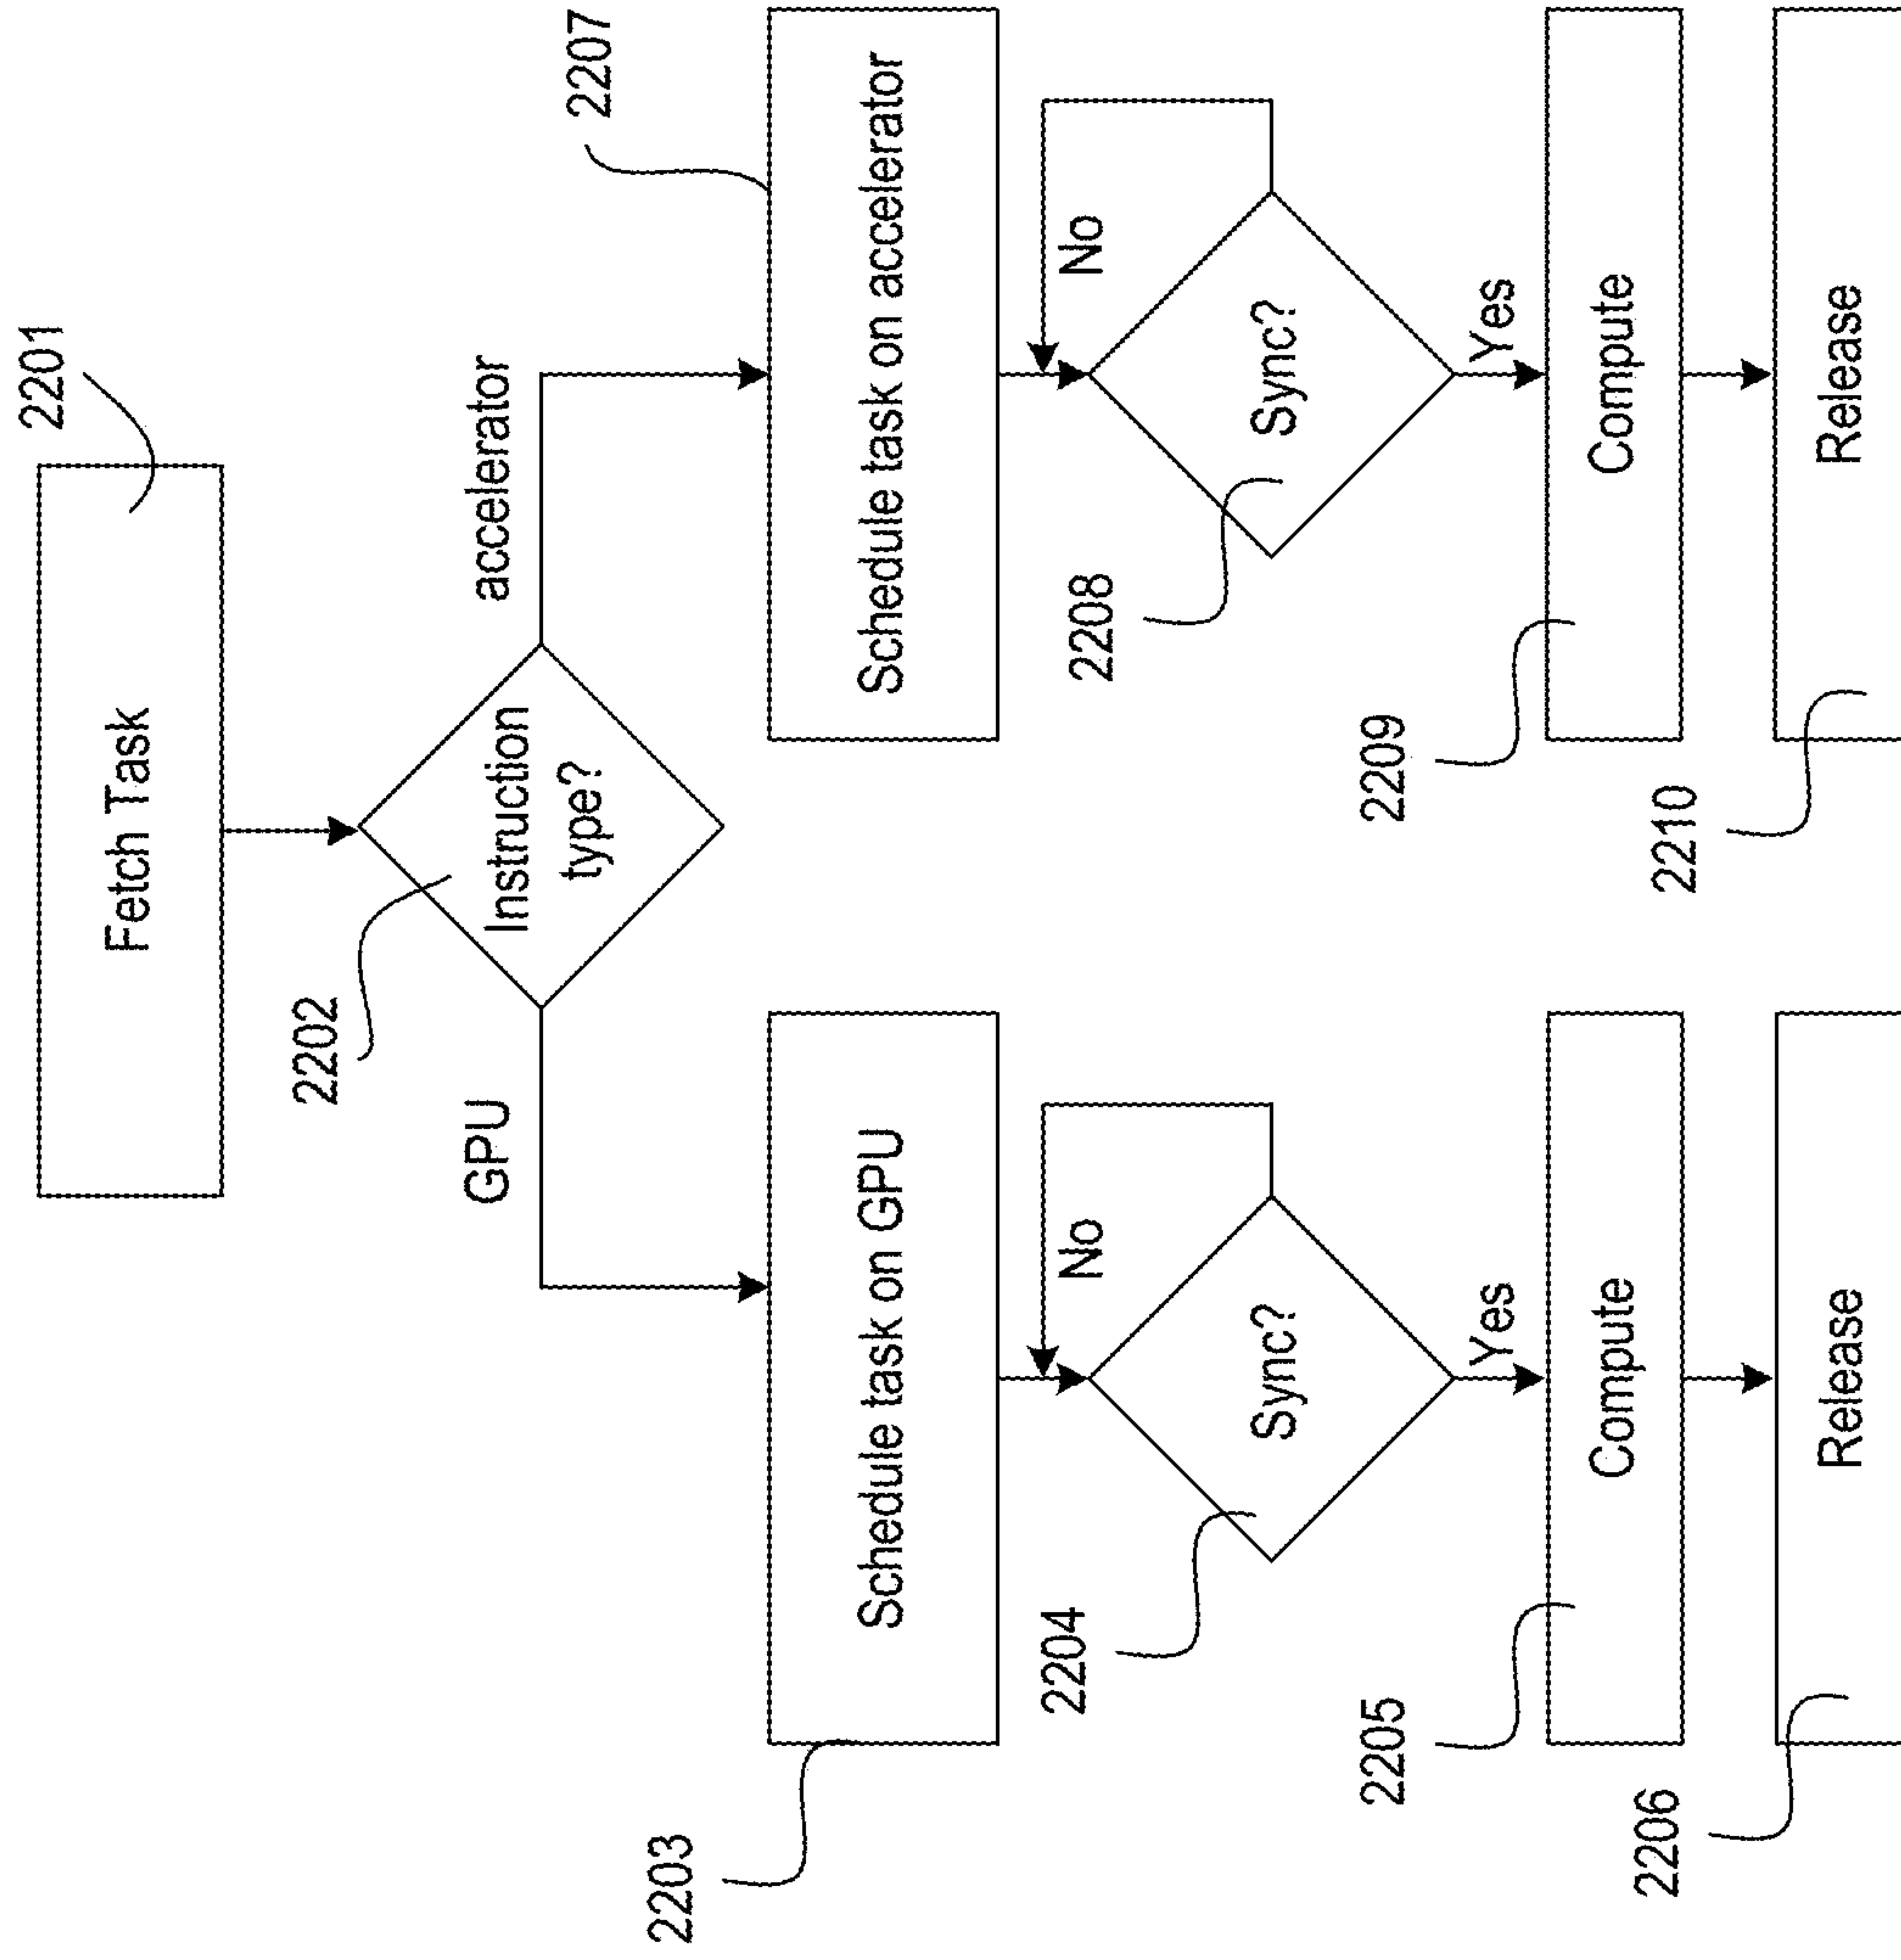 2201
Fetch Task
2202
Instruction
type?
GPU
accelerator
2203
Schedule task on GPU
2207
Schedule task on accelerator
No
2204
Sync?
Yes
No
2208
Sync?
Yes
2205
Compute
2209
Compute
2206
Release
2210
Release